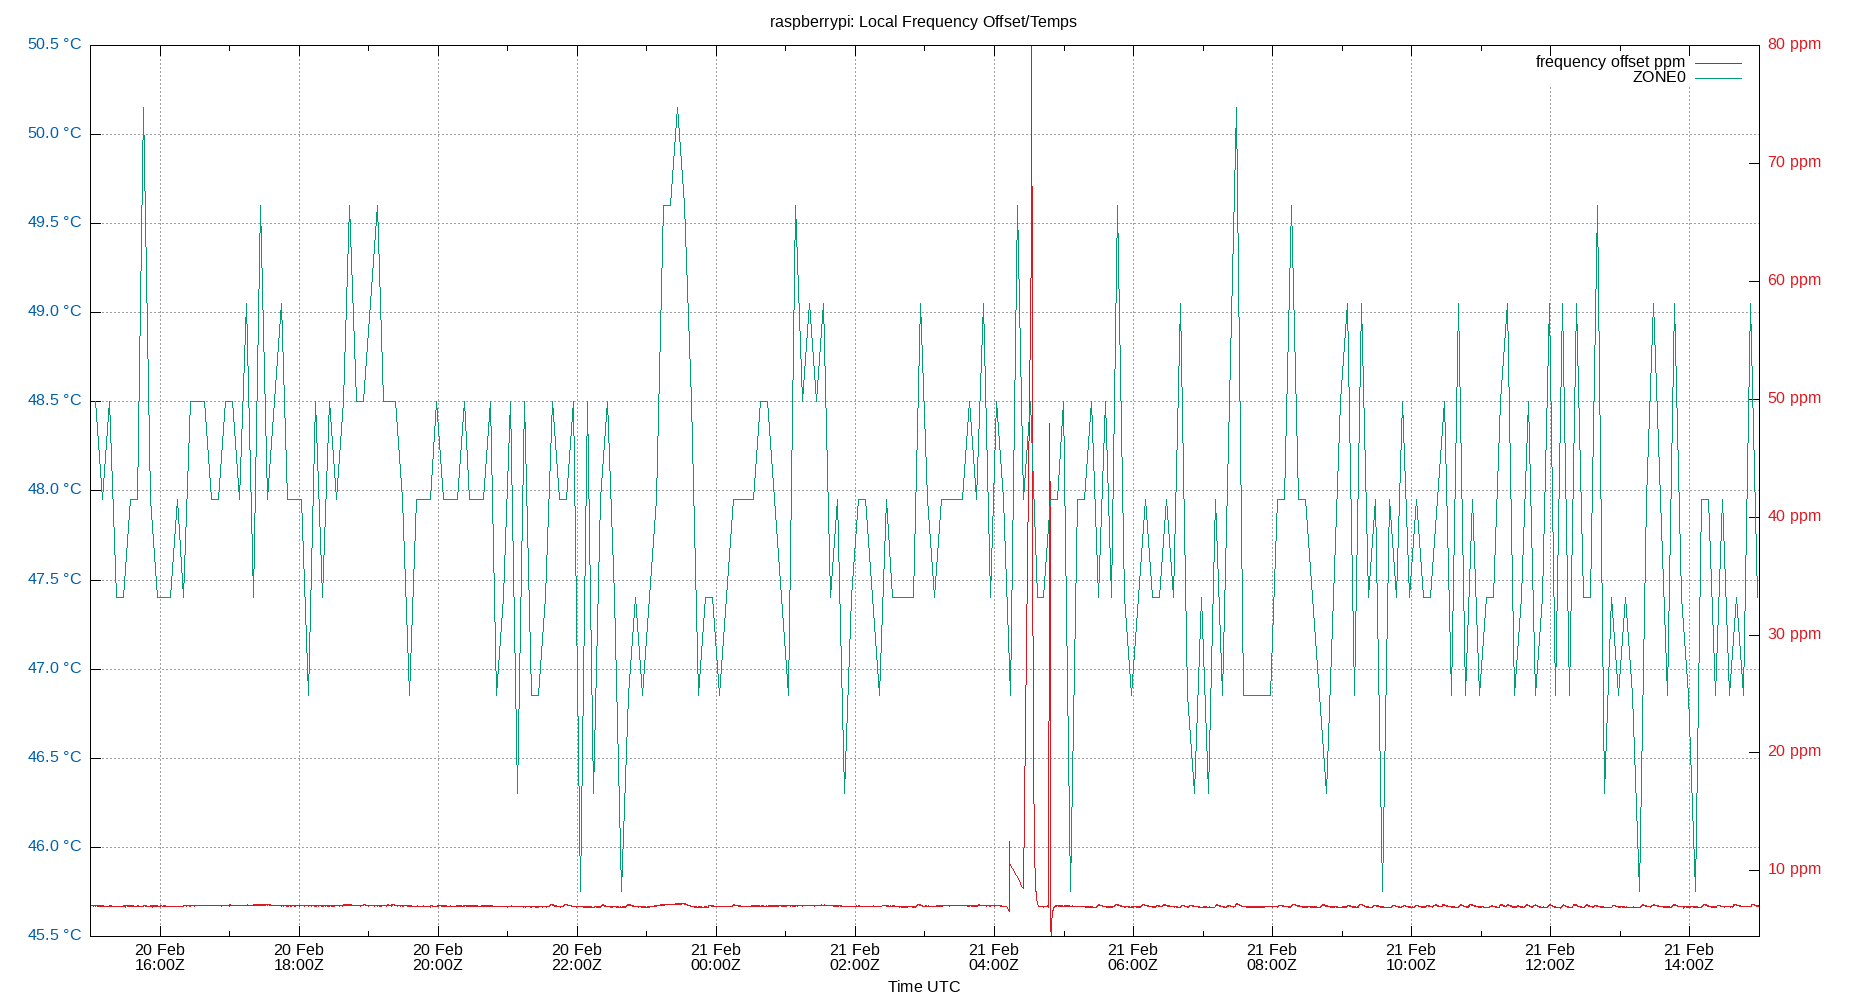 raspberrypi: Local Frequency Offset/Temps
50.5 °C
50.0 °C
49.5 °C
49.0 °C
48.5 °C
48.0 °C
47.5 °C
47.0 °C
46.5 °C
46.0 °C
45.5 °C
80 ppm
70 ppm
60 ppm
50 ppm
40 ppm
30 ppm
20 ppm
10 ppm
frequency offset ppm
ZONE0
20 Feb
16:00Z
20 Feb
18:00Z
20 Feb
20:00Z
20 Feb
22:00Z
21 Feb
00:00Z
21 Feb
02:00Z
21 Feb
04:00Z
21 Feb
06:00Z
21 Feb
08:00Z
21 Feb
10:00Z
21 Feb
12:00Z
21 Feb
14:00Z
Time UTC